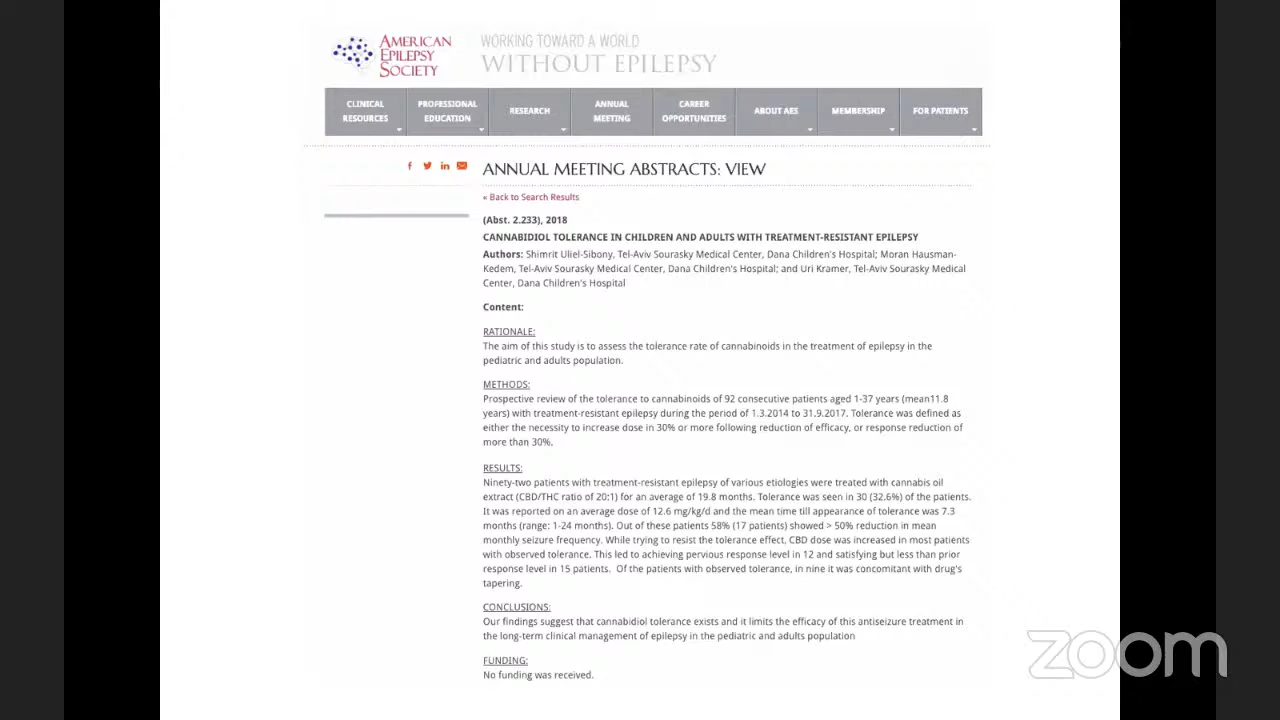 AMERICAN
EPILEPSY
SOCIETY
WORKING TOWARD A WORLD
WITHOUT EPILEPSY
CLINICAL RESOURCES
PROFESSIONAL EDUCATION
RESEARCH
ANNUAL MEETING
CAREER OPPORTUNITIES
ABOUT AES
MEMBERSHIP
FOR PATIENTS
ANNUAL MEETING ABSTRACTS: VIEW
« Back to Search Results
(Abst. 2.233), 2018
CANNABIDIOL TOLERANCE IN CHILDREN AND ADULTS WITH TREATMENT-RESISTANT EPILEPSY
Authors: Shimrit Uliel-Sibony, Tel-Aviv Sourasky Medical Center, Dana Children's Hospital; Moran Hausman-
Kedem, Tel-Aviv Sourasky Medical Center, Dana Children's Hospital; and Uri Kramer, Tel-Aviv Sourasky Medical
Center, Dana Children's Hospital
Content:
RATIONALE:
The aim of this study is to assess the tolerance rate of cannabinoids in the treatment of epilepsy in the
pediatric and adults population.
METHODS:
Prospective review of the tolerance to cannabinoids of 92 consecutive patients aged 1-37 years (mean11.8
years) with treatment-resistant epilepsy during the period of 1.3.2014 to 31.9.2017. Tolerance was defined as
either the necessity to increase dose in 30% or more following reduction of efficacy, or response reduction of
more than 30%.
RESULTS:
Ninety-two patients with treatment-resistant epilepsy of various etiologies were treated with cannabis oil
extract (CBD/THC ratio of 20:1) for an average of 19.8 months. Tolerance was seen in 30 (32.6%) of the patients.
It was reported on an average dose of 12.6 mg/kg/d and the mean time till appearance of tolerance was 7.3
months (range: 1-24 months). Out of these patients 58% (17 patients) showed > 50% reduction in mean
monthly seizure frequency. While trying to resist the tolerance effect, CBD dose was increased in most patients
with observed tolerance. This led to achieving pervious response level in 12 and satisfying but less than prior
response level in 15 patients. Of the patients with observed tolerance, in nine it was concomitant with drug's
tapering.
CONCLUSIONS:
Our findings suggest that cannabidiol tolerance exists and it limits the efficacy of this antiseizure treatment in
the long-term clinical management of epilepsy in the pediatric and adults population
FUNDING:
No funding was received.
zoom